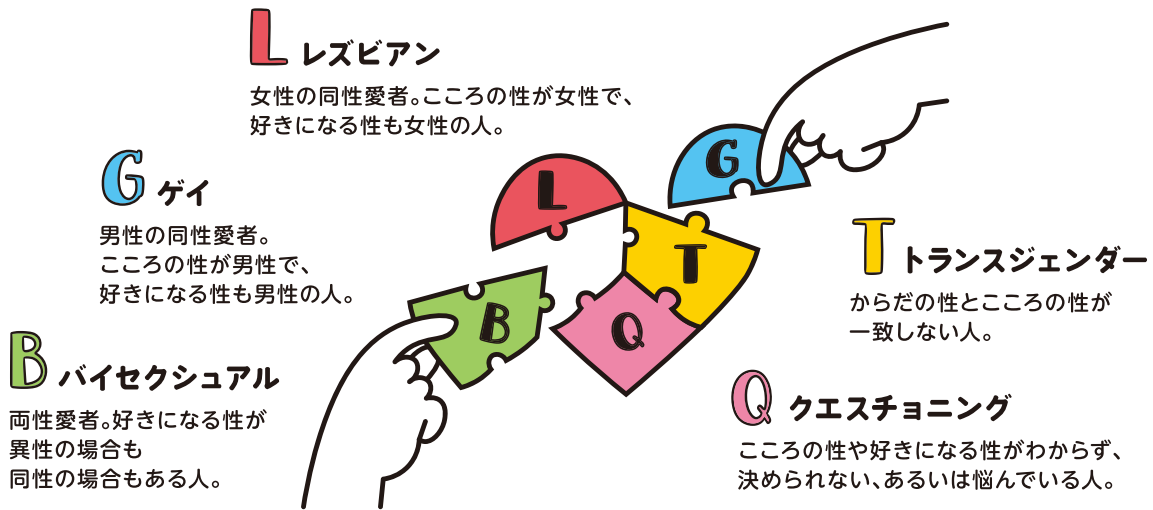 L レズビアン
女性の同性愛者。こころの性が女性で、
好きになる性も女性の人。
G ゲイ
男性の同性愛者。
こころの性が男性で、
好きになる性も男性の人。
B バイセクシュアル
両性愛者。好きになる性が
異性の場合も
同性の場合もある人。
L
G
B
T
Q
T トランスジェンダー
からだの性とこころの性が
一致しない人。
Q クエスチョニング
こころの性や好きになる性がわからず、
決められない、あるいは悩んでいる人。